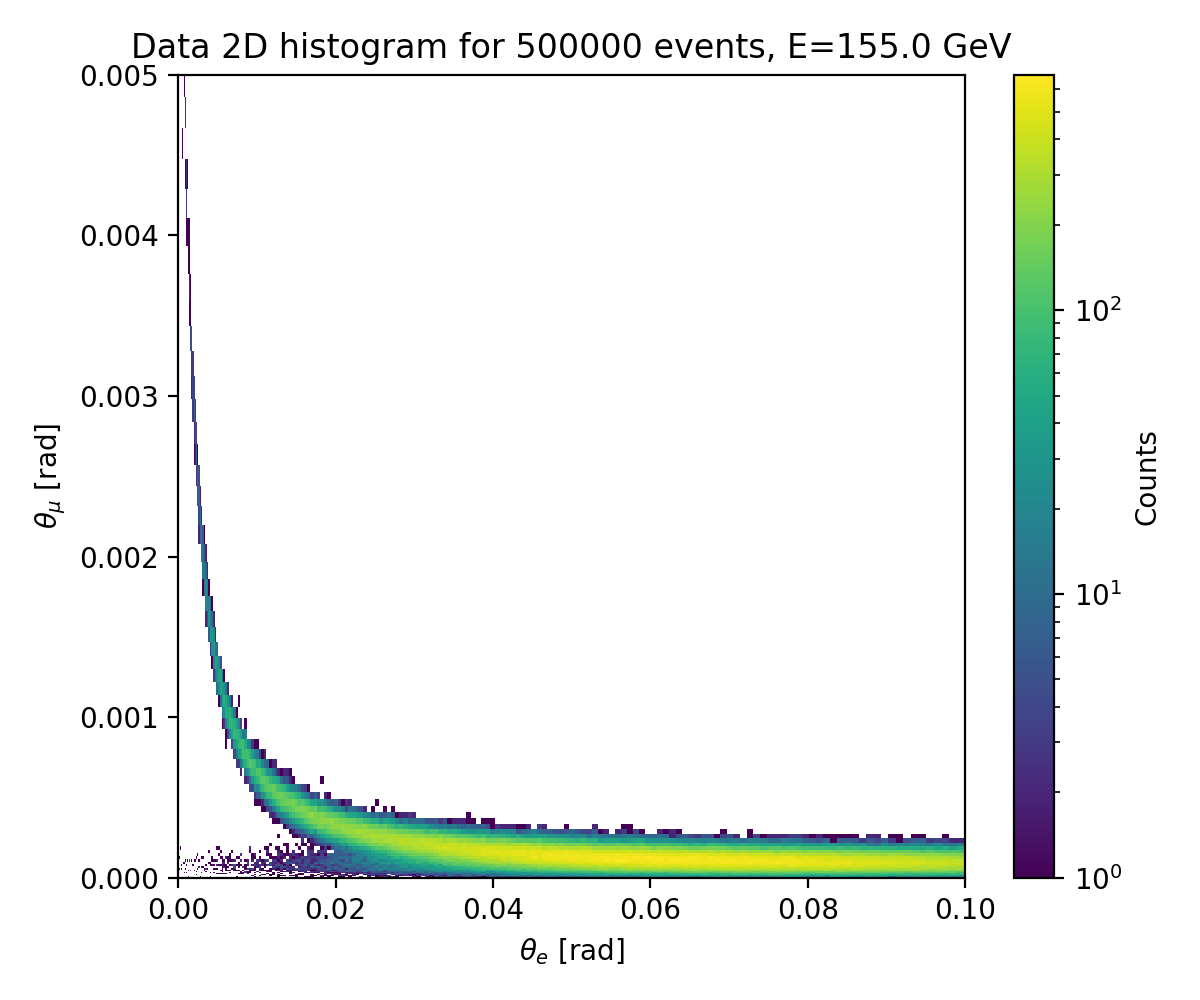 Data 2D histogram for 500000 events, E=155.0 GeV
0.005
0.004
0.003
0.002
0.001
0.000
θμ [rad]
0.00 0.02 0.04 0.06 0.08 0.10
θe [rad]
10²
10¹
10⁰
Counts